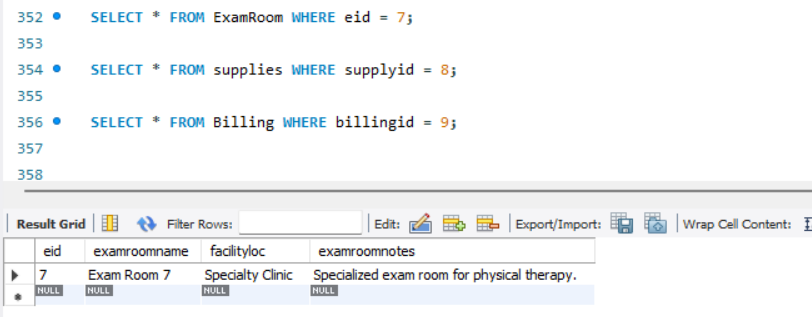 352 SELECT * FROM ExamRoom WHERE eid = 7;
353
354 SELECT * FROM supplies WHERE supplyid = 8;
355
356 SELECT * FROM Billing WHERE billingid = 9;
357
358
Result Grid Filter Rows: Edit: Export/Import: Wrap Cell Content:
eid examroomname facilityloc examroomnotes
7 Exam Room 7 Specialty Clinic Specialized exam room for physical therapy.
NULL NULL NULL NULL